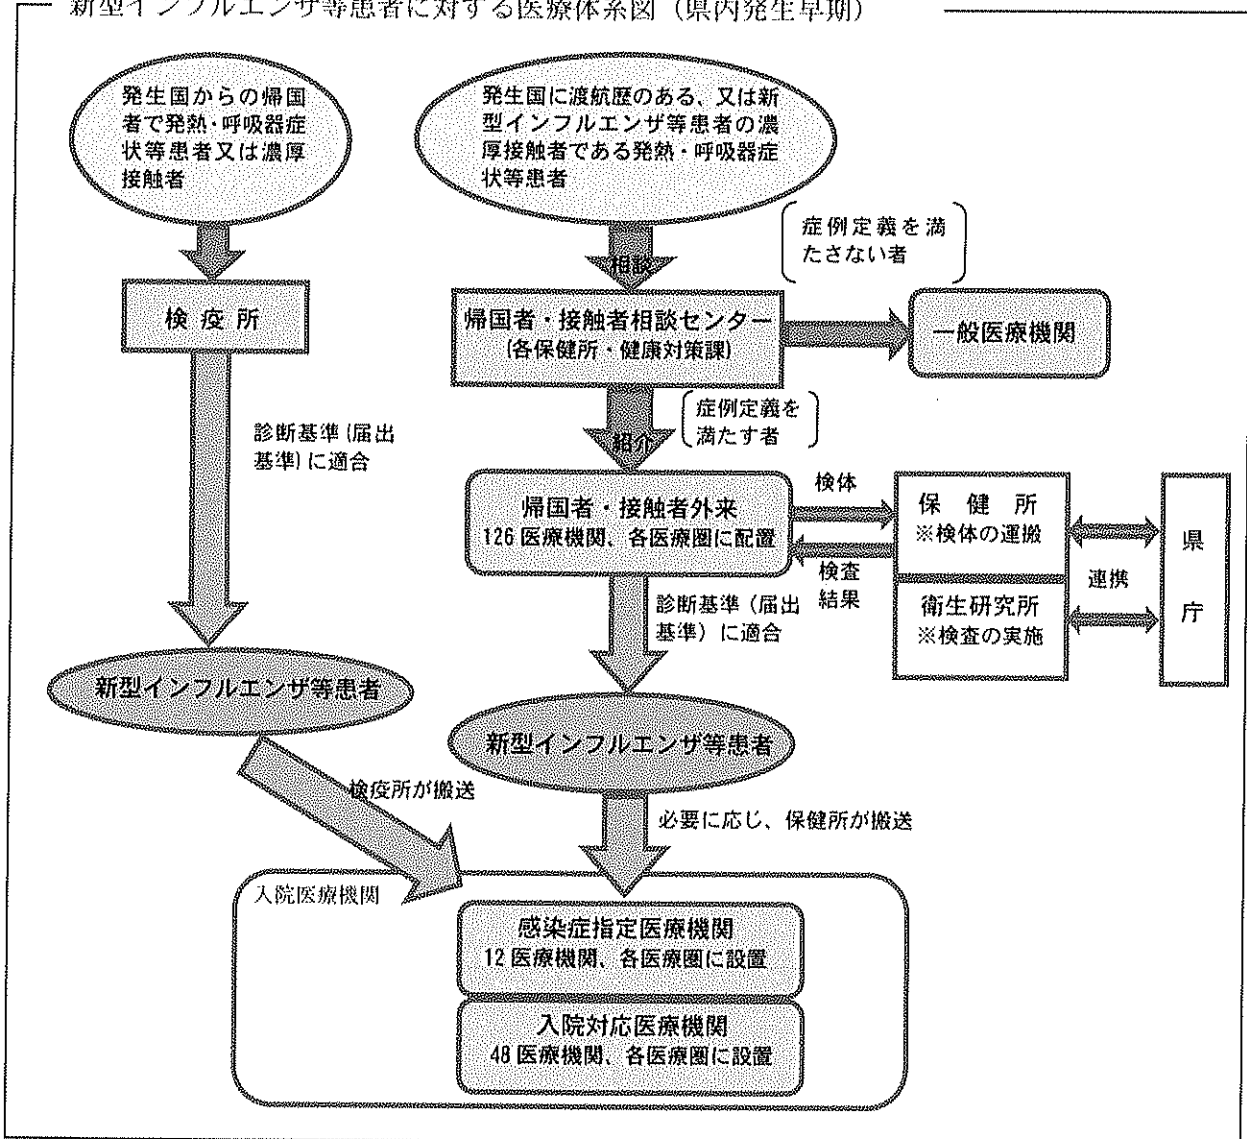 新型インフルエンザ等患者に対する医療体系図（県内発生早期）
発生国からの帰国
者で発熱・呼吸器症
状等患者又は濃厚
接触者
発生国に渡航歴のある、又は新
型インフルエンザ等患者の濃
厚接触者である発熱・呼吸器症
状等患者
相談
症例定義を満
たさない者
検疫所
帰国者・接触者相談センター
(各保健所・健康対策課)
一般医療機関
紹介
症例定義を
満たす者
診断基準(届出
基準)に適合
帰国者・接触者外来
126 医療機関、各医療圏に配置
検体
検査
結果
保健所
※検体の運搬
衛生研究所
※検査の実施
連携
県
庁
診断基準（届出
基準）に適合
新型インフルエンザ等患者
新型インフルエンザ等患者
検疫所が搬送
必要に応じ、保健所が搬送
入院医療機関
感染症指定医療機関
12 医療機関、各医療圏に設置
入院対応医療機関
48 医療機関、各医療圏に設置